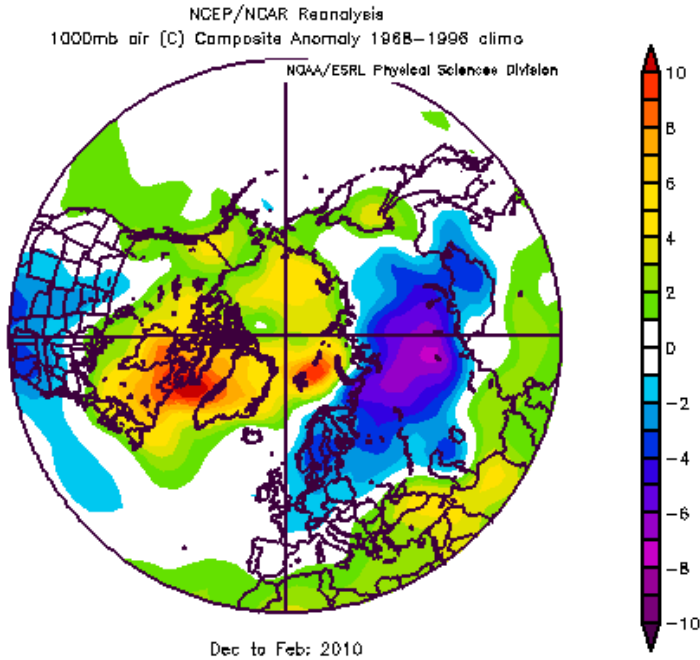 NCEP/NCAR Reanalysis
1000mb air (C) Composite Anomaly 1968-1996 climo
NOAA/ESRL Physical Sciences Division
10
8
6
4
2
0
-2
-4
-6
-8
-10
Dec to Feb: 2010